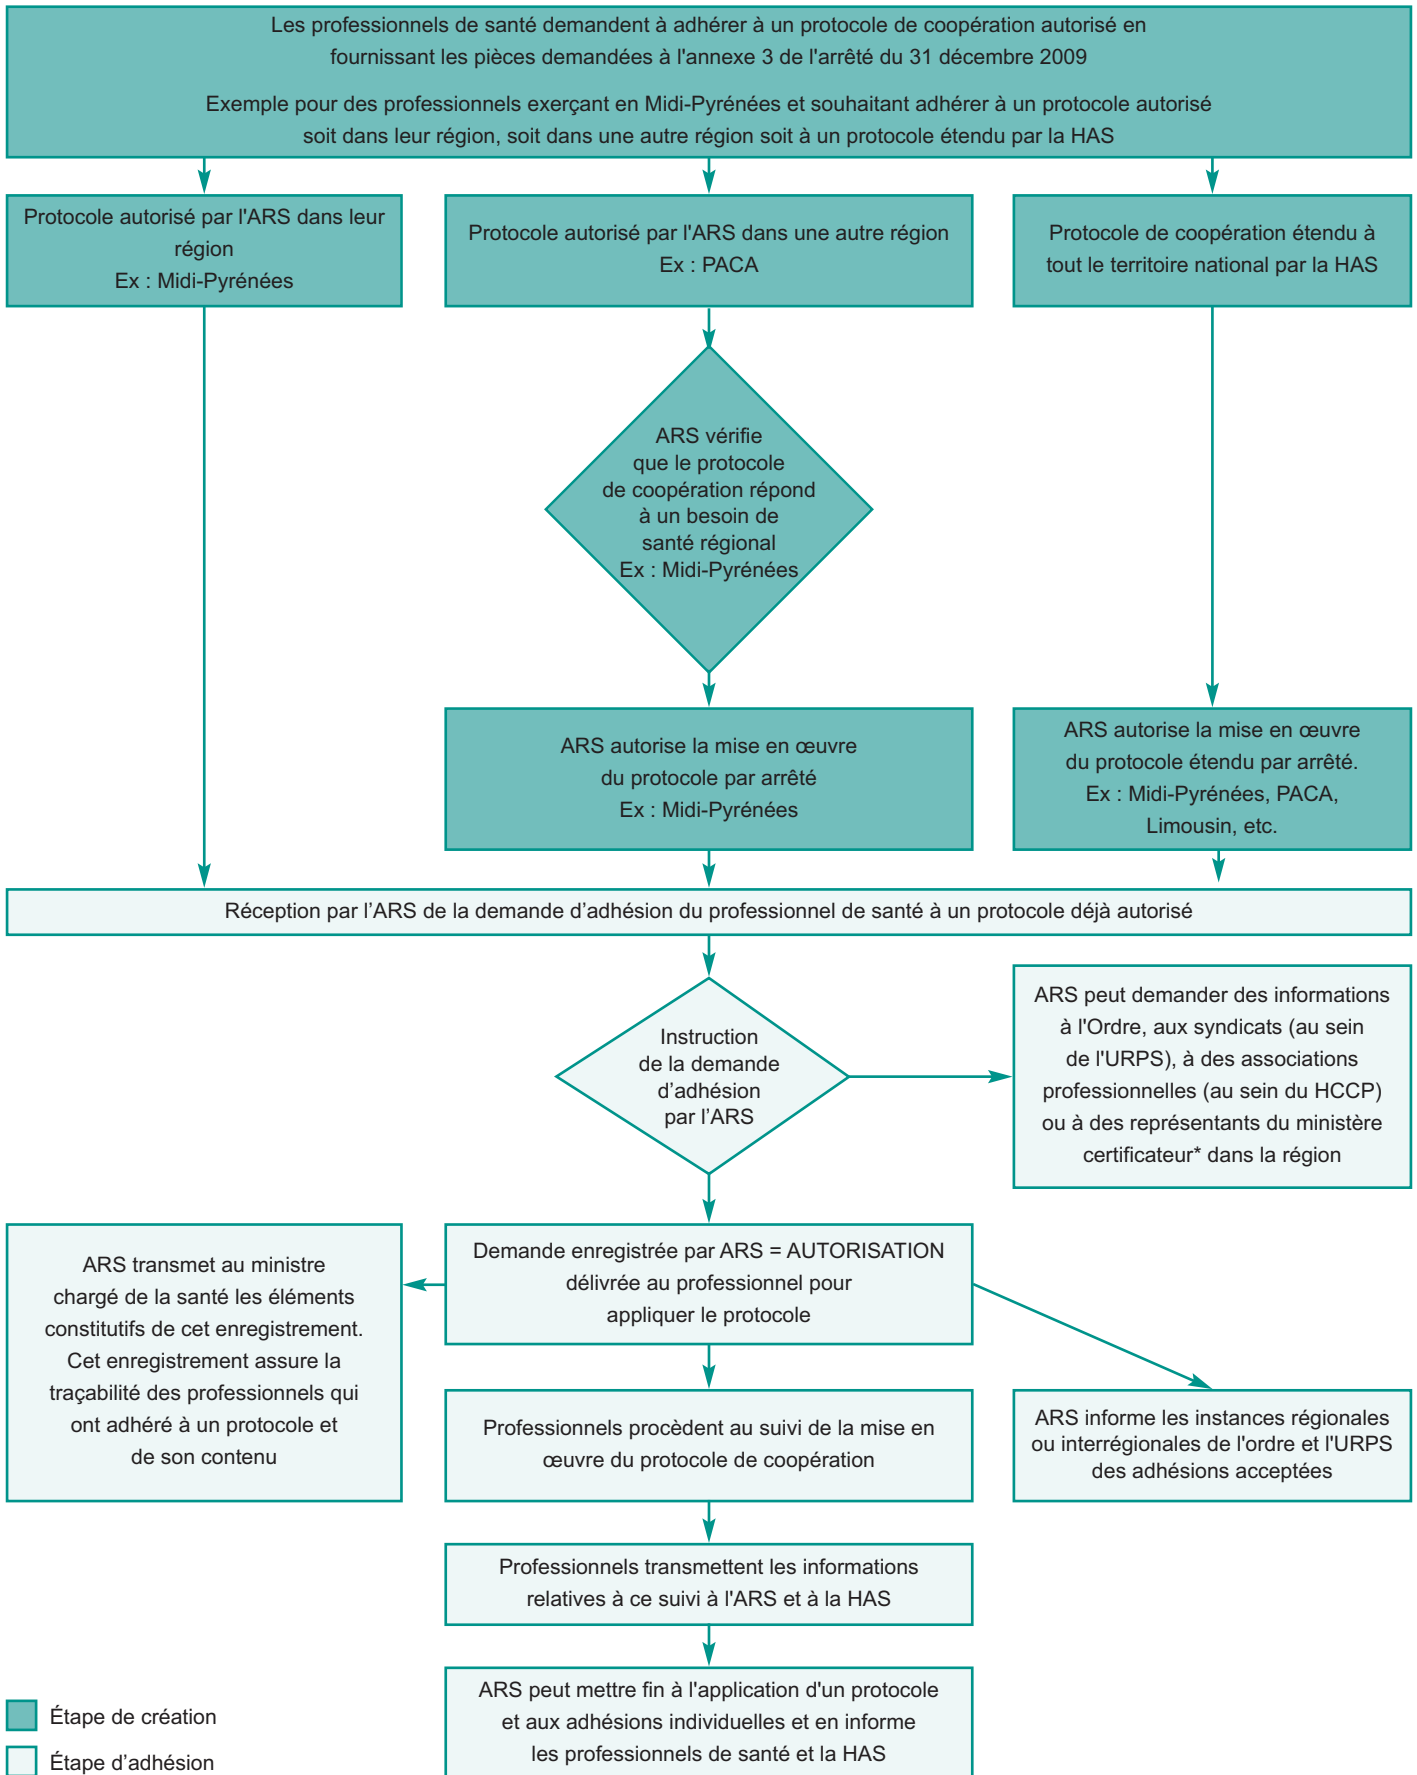 Les professionnels de santé demandent à adhérer à un protocole de coopération autorisé en
fournissant les pièces demandées à l'annexe 3 de l'arrêté du 31 décembre 2009
Exemple pour des professionnels exerçant en Midi-Pyrénées et souhaitant adhérer à un protocole autorisé
soit dans leur région, soit dans une autre région soit à un protocole étendu par la HAS
Protocole autorisé par l'ARS dans leur
région
Ex : Midi-Pyrénées
Protocole autorisé par l'ARS dans une autre région
Ex : PACA
Protocole de coopération étendu à
tout le territoire national par la HAS
ARS vérifie
que le protocole
de coopération répond
à un besoin de
santé régional
Ex : Midi-Pyrénées
ARS autorise la mise en œuvre
du protocole par arrêté
Ex : Midi-Pyrénées
ARS autorise la mise en œuvre
du protocole étendu par arrêté.
Ex : Midi-Pyrénées, PACA,
Limousin, etc.
Réception par l’ARS de la demande d’adhésion du professionnel de santé à un protocole déjà autorisé
Instruction
de la demande
d’adhésion
par l’ARS
ARS peut demander des informations
à l'Ordre, aux syndicats (au sein
de l'URPS), à des associations
professionnelles (au sein du HCCP)
ou à des représentants du ministère
certificateur* dans la région
ARS transmet au ministre
chargé de la santé les éléments
constitutifs de cet enregistrement.
Cet enregistrement assure la
traçabilité des professionnels qui
ont adhéré à un protocole et
de son contenu
Demande enregistrée par ARS = AUTORISATION
délivrée au professionnel pour
appliquer le protocole
Professionnels procèdent au suivi de la mise en
œuvre du protocole de coopération
ARS informe les instances régionales
ou interrégionales de l'ordre et l'URPS
des adhésions acceptées
Professionnels transmettent les informations
relatives à ce suivi à l'ARS et à la HAS
ARS peut mettre fin à l'application d'un protocole
et aux adhésions individuelles et en informe
les professionnels de santé et la HAS
Étape de création
Étape d’adhésion